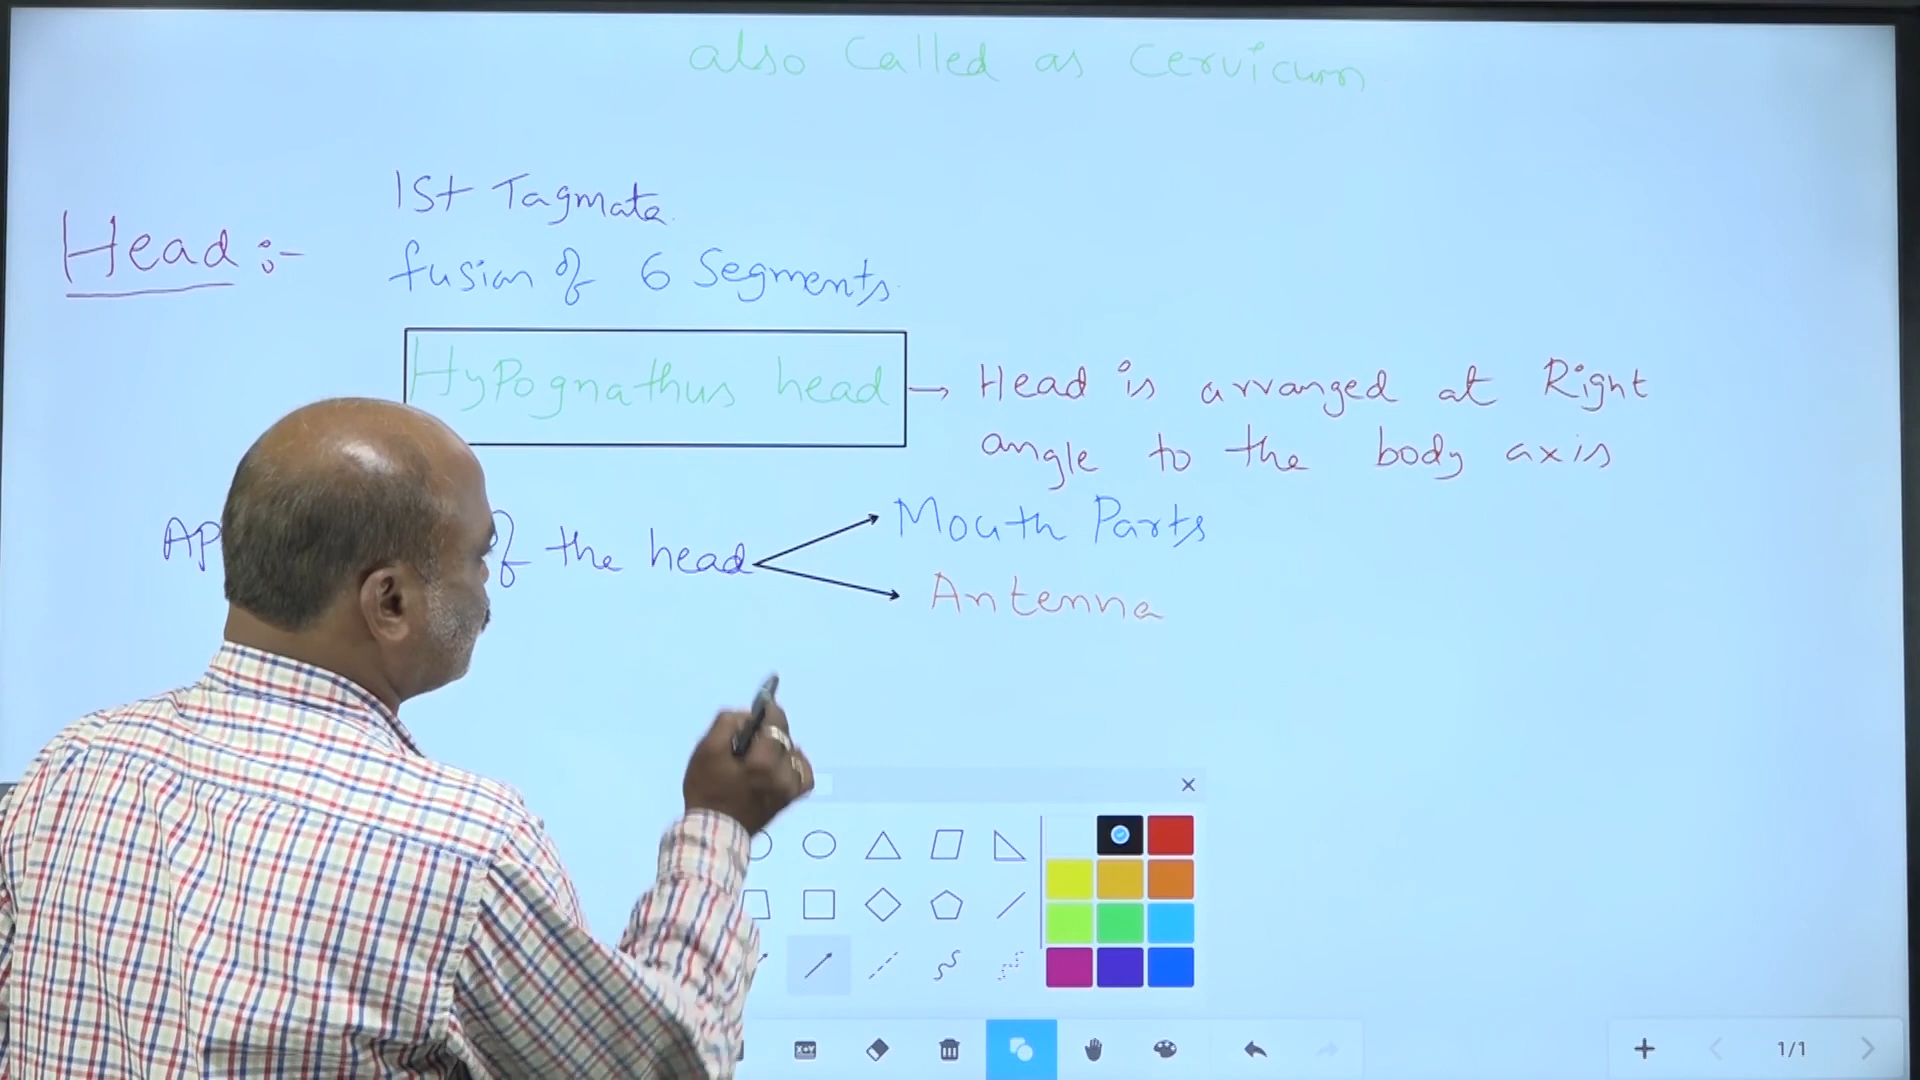 also Called as Cervicum
1st Tagmata
Head :-
fusion of 6 Segments
HyPognathus head → Head is arranged at Right
angle to the body axis
of the head
Mouth Parts
Antenna
1/1